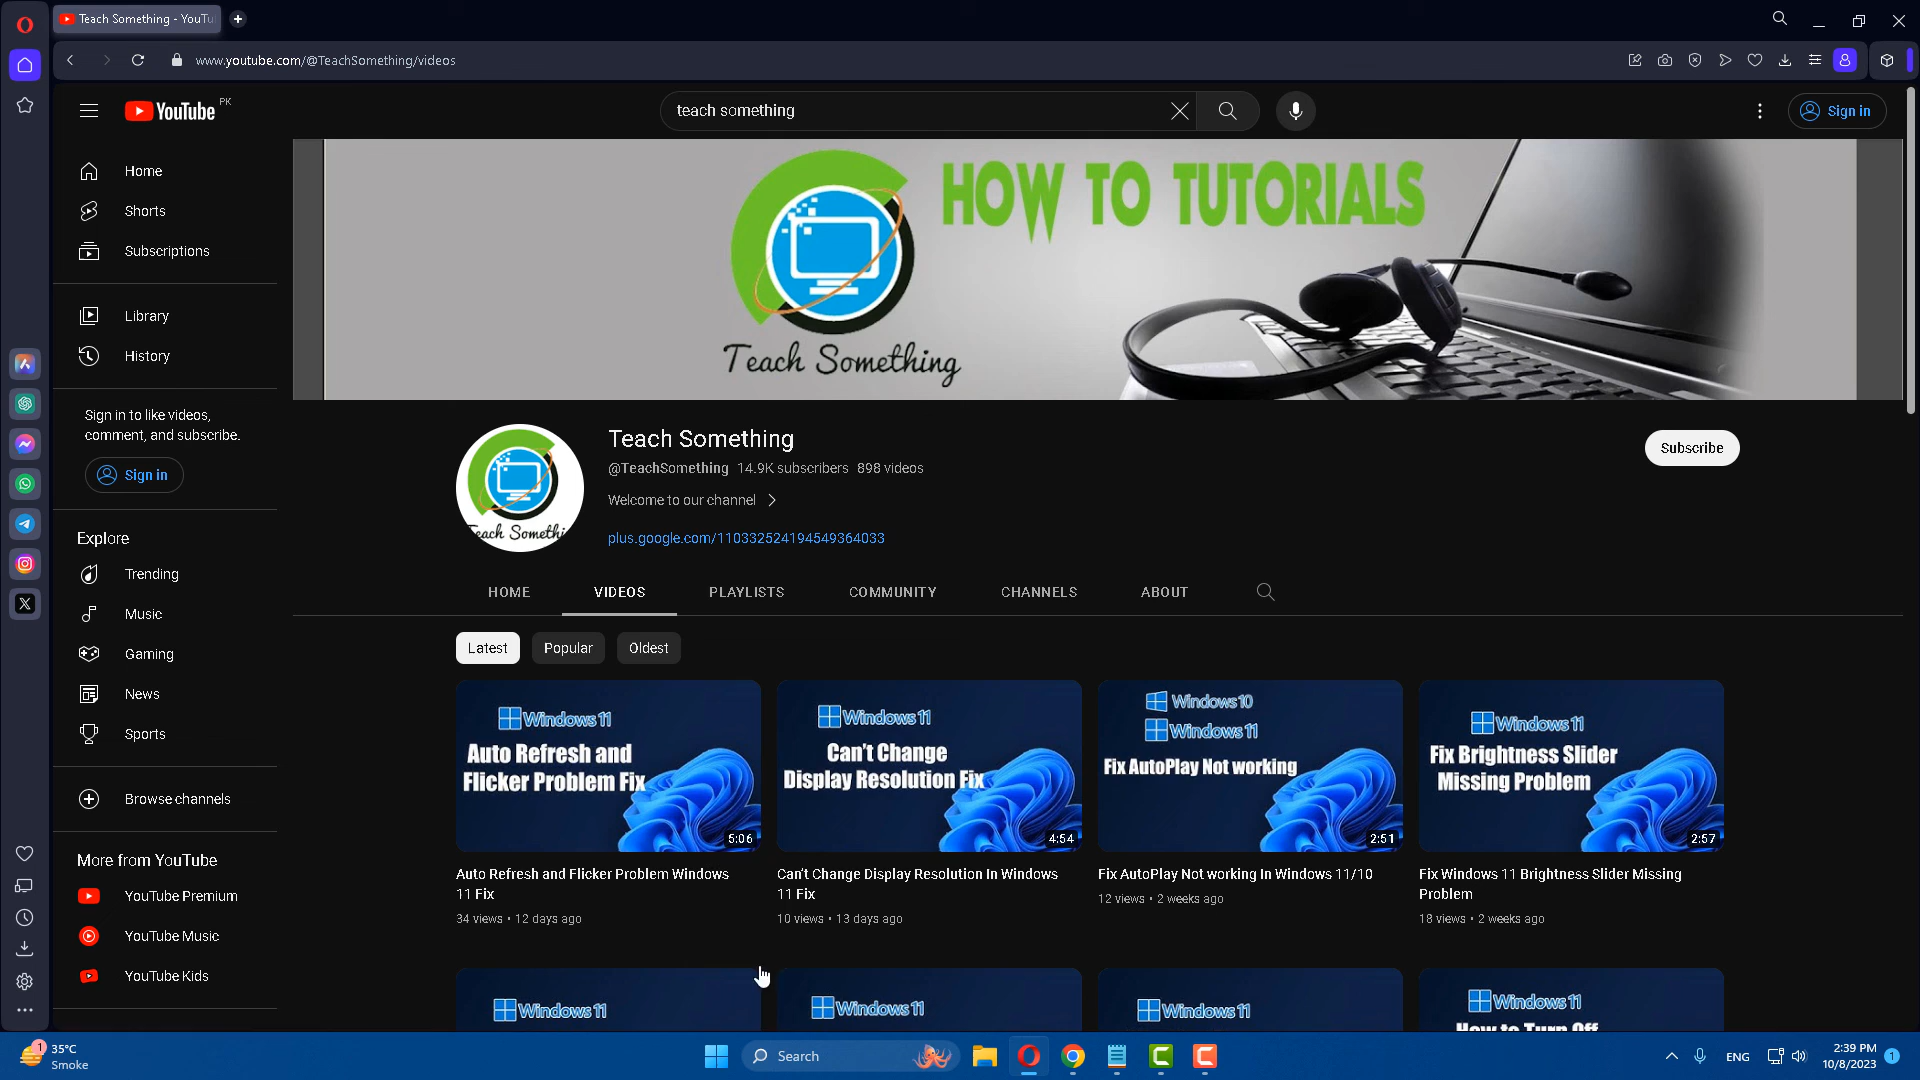 Teach Something - YouTu
www.youtube.com/@TeachSomething/videos
YouTube PK
teach something
Sign in
Home
Shorts
Subscriptions
Library
History
Sign in to like videos,
comment, and subscribe.
Sign in
Explore
Trending
Music
Gaming
News
Sports
Browse channels
More from YouTube
YouTube Premium
YouTube Music
YouTube Kids
HOW TO TUTORIALS
Teach Something
Teach Something
@TeachSomething 14.9K subscribers 898 videos
Welcome to our channel
plus.google.com/110332524194549364033
Subscribe
HOME VIDEOS PLAYLISTS COMMUNITY CHANNELS ABOUT
Latest Popular Oldest
Windows 11
Auto Refresh and
Flicker Problem Fix
5:06
Auto Refresh and Flicker Problem Windows
11 Fix
34 views • 12 days ago
Windows 11
Can't Change
Display Resolution Fix
4:54
Can't Change Display Resolution In Windows
11 Fix
10 views • 13 days ago
Windows 10
Windows 11
Fix AutoPlay Not working
2:51
Fix AutoPlay Not working In Windows 11/10
12 views • 2 weeks ago
Windows 11
Fix Brightness Slider
Missing Problem
2:57
Fix Windows 11 Brightness Slider Missing
Problem
18 views • 2 weeks ago
Windows 11
Windows 11
Windows 11
Windows 11
How to Turn Off
1
35°C
Smoke
Search
ENG
2:39 PM
10/8/2023
1